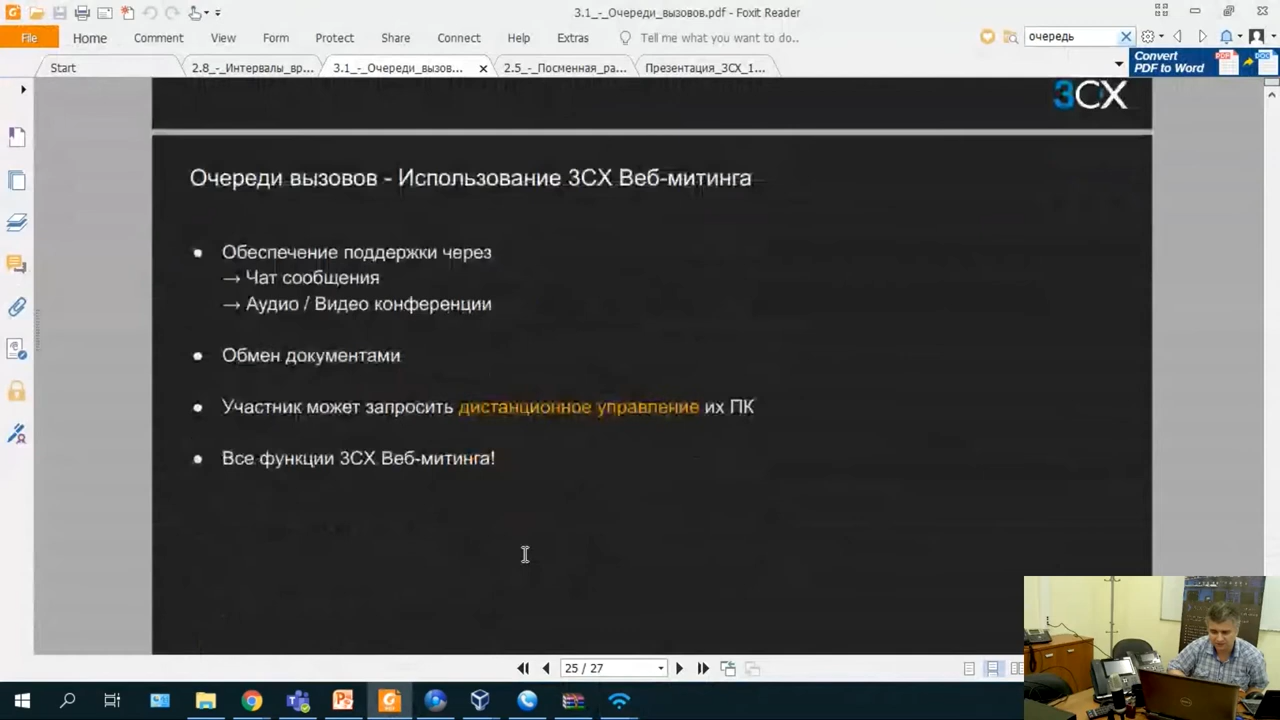 3.1_-_Очереди_вызовов.pdf - Foxit Reader
File Home Comment View Form Protect Share Connect Help Extras Tell me what you want to do.. очередь
Start 2.8_-_Интервалы_вр... 3.1_-_Очереди_вызов... 2.5_-_Посменная_ра... Презентация_3CX_1...
Convert
PDF to Word
3CX
Очереди вызовов - Использование 3CX Веб-митинга
● Обеспечение поддержки через
→ Чат сообщения
→ Аудио / Видео конференции
● Обмен документами
● Участник может запросить дистанционное управление их ПК
● Все функции 3CX Веб-митинга!
25 / 27